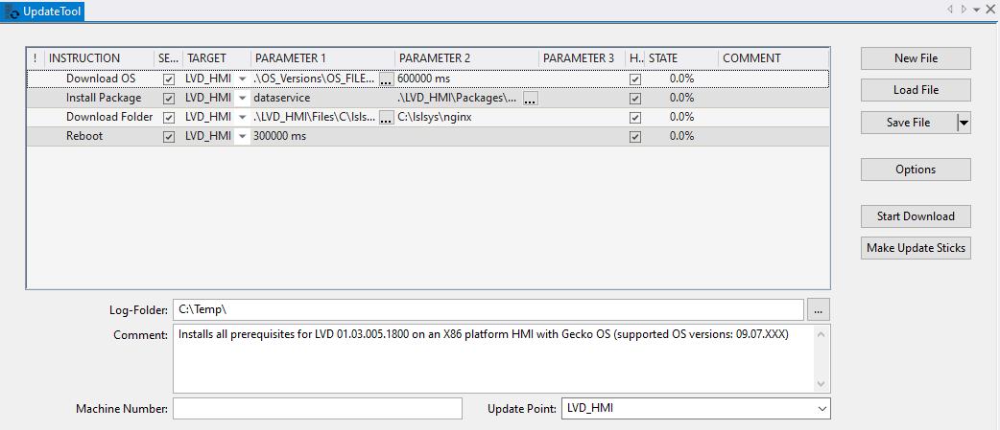 UpdateTool
! INSTRUCTION SE... TARGET PARAMETER 1 PARAMETER 2 PARAMETER 3 H.. STATE COMMENT
Download OS LVD_HMI .\OS_Versions\OS_FILE... ... 600000 ms 0.0%
Install Package LVD_HMI dataservice .\LVD_HMI\Packages\... ... 0.0%
Download Folder LVD_HMI .\LVD_HMI\Files\C\lsls... ... C:\lslsys\nginx 0.0%
Reboot LVD_HMI 300000 ms 0.0%
New File
Load File
Save File
Options
Start Download
Make Update Sticks
Log-Folder: C:\Temp\ ...
Comment: Installs all prerequisites for LVD 01.03.005.1800 on an X86 platform HMI with Gecko OS (supported OS versions: 09.07.XXX)
Machine Number: Update Point: LVD_HMI